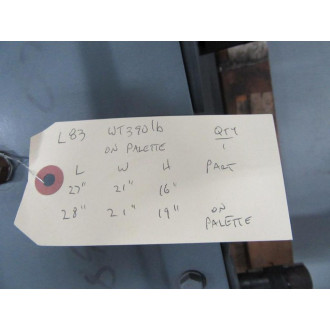 L83 WT390lb QTY
ON PALETTE 1
L W H PART
27" 21" 16"
28" 21" 19" ON
PALETTE